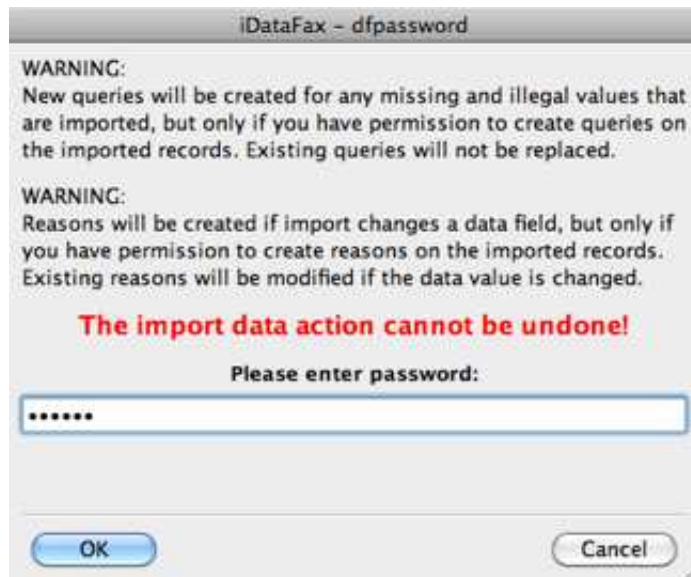 iDataFax - dfpassword
WARNING:
New queries will be created for any missing and illegal values that
are imported, but only if you have permission to create queries on
the imported records. Existing queries will not be replaced.
WARNING:
Reasons will be created if import changes a data field, but only if
you have permission to create reasons on the imported records.
Existing reasons will be modified if the data value is changed.
The import data action cannot be undone!
Please enter password:
••••••
OK
Cancel